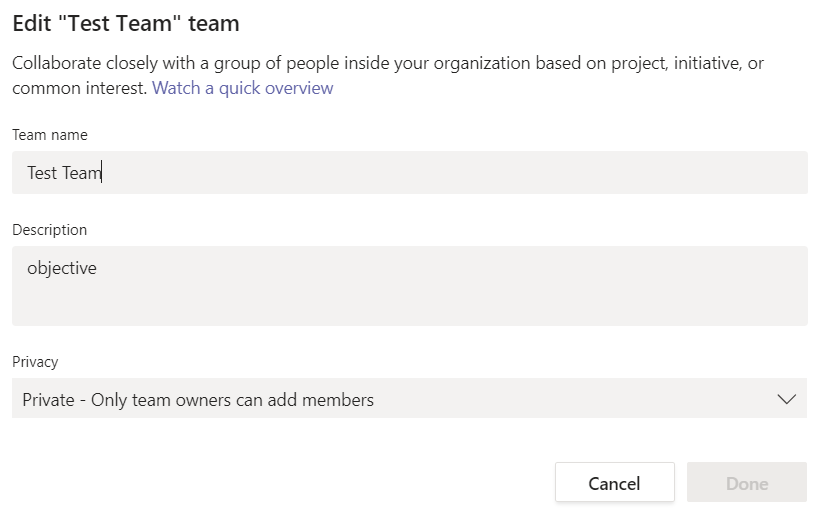 Edit "Test Team" team
Collaborate closely with a group of people inside your organization based on project, initiative, or
common interest. Watch a quick overview
Team name
Test Team
Description
objective
Privacy
Private - Only team owners can add members
Cancel
Done